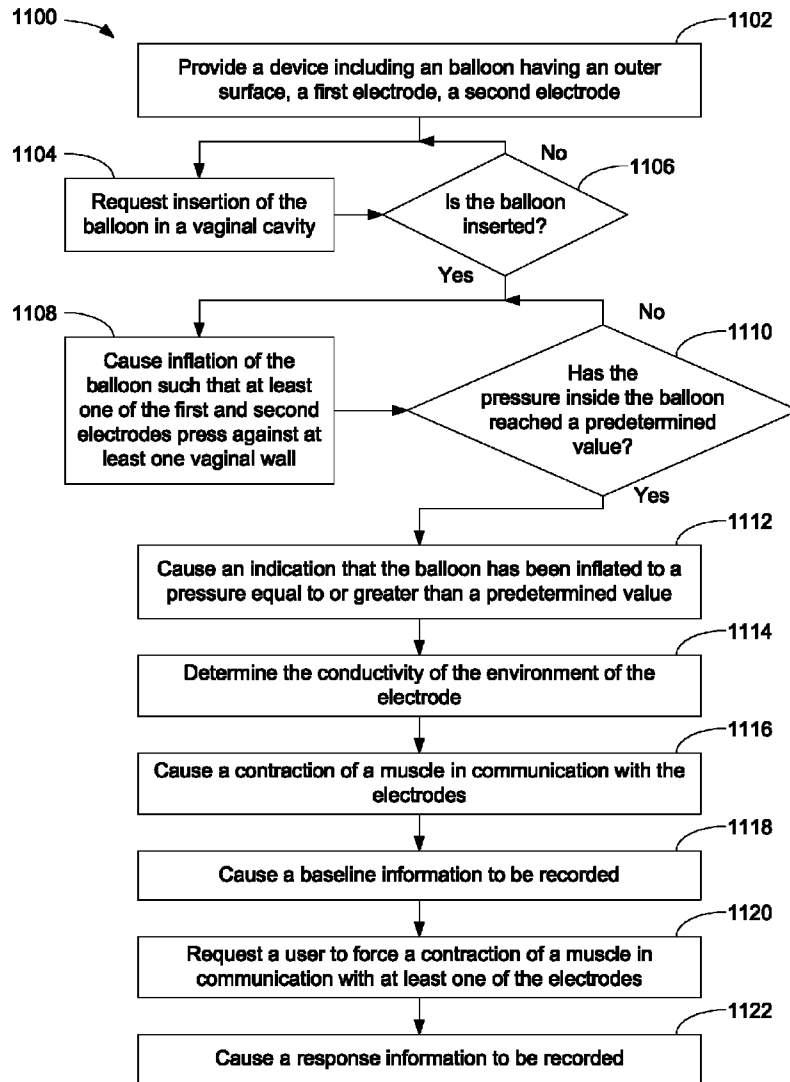 1100
1102
Provide a device including an balloon having an outer
surface, a first electrode, a second electrode
1104
No
1106
Request insertion of the
balloon in a vaginal cavity
Is the balloon
inserted?
Yes
1108
No
1110
Cause inflation of the
balloon such that at least
one of the first and second
electrodes press against at
least one vaginal wall
Has the
pressure inside the balloon
reached a predetermined
value?
Yes
1112
Cause an indication that the balloon has been inflated to a
pressure equal to or greater than a predetermined value
1114
Determine the conductivity of the environment of the
electrode
1116
Cause a contraction of a muscle in communication with the
electrodes
1118
Cause a baseline information to be recorded
1120
Request a user to force a contraction of a muscle in
communication with at least one of the electrodes
1122
Cause a response information to be recorded